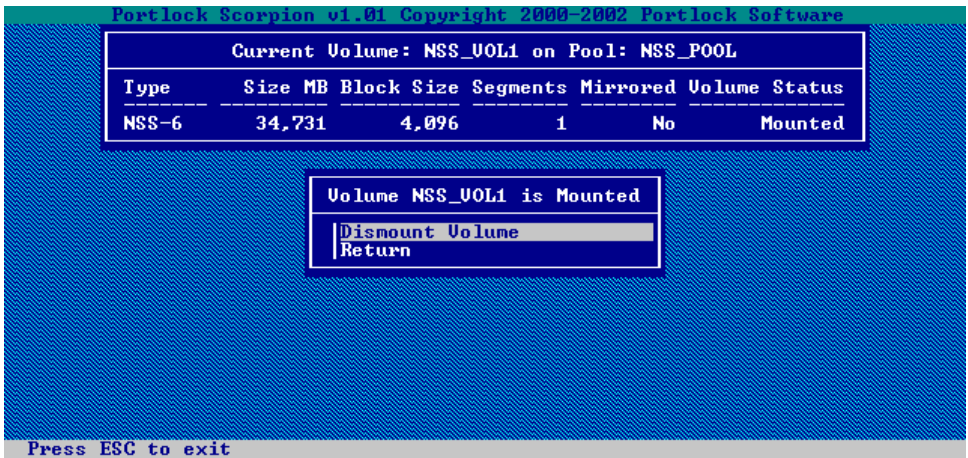 Portlock Scorpion v1.01 Copyright 2000-2002 Portlock Software
Current Volume: NSS_VOL1 on Pool: NSS_POOL
Type Size MB Block Size Segments Mirrored Volume Status
NSS-6 34,731 4,096 1 No Mounted
Volume NSS_VOL1 is Mounted
Dismount Volume
Return
Press ESC to exit